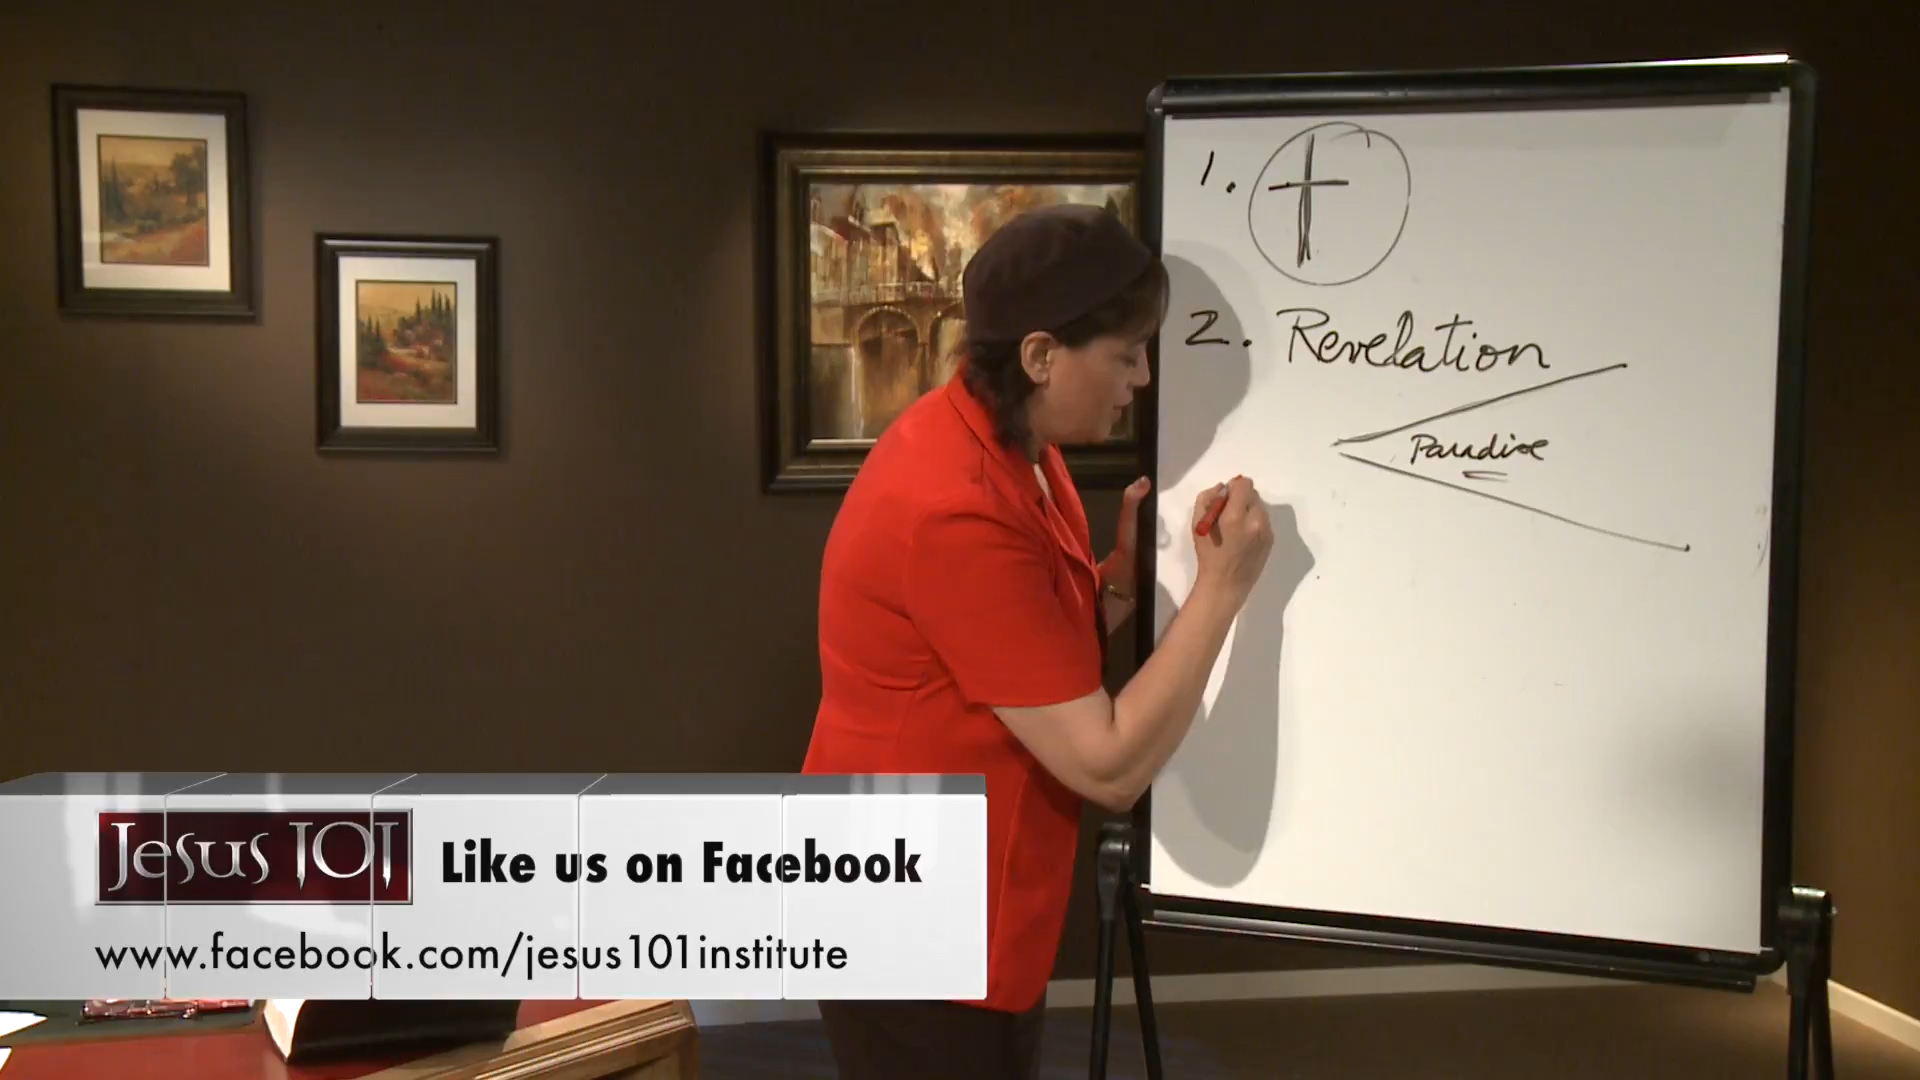 1.
2. Revelation
Paradise
Jesus 101
Like us on Facebook
www.facebook.com/jesus101institute